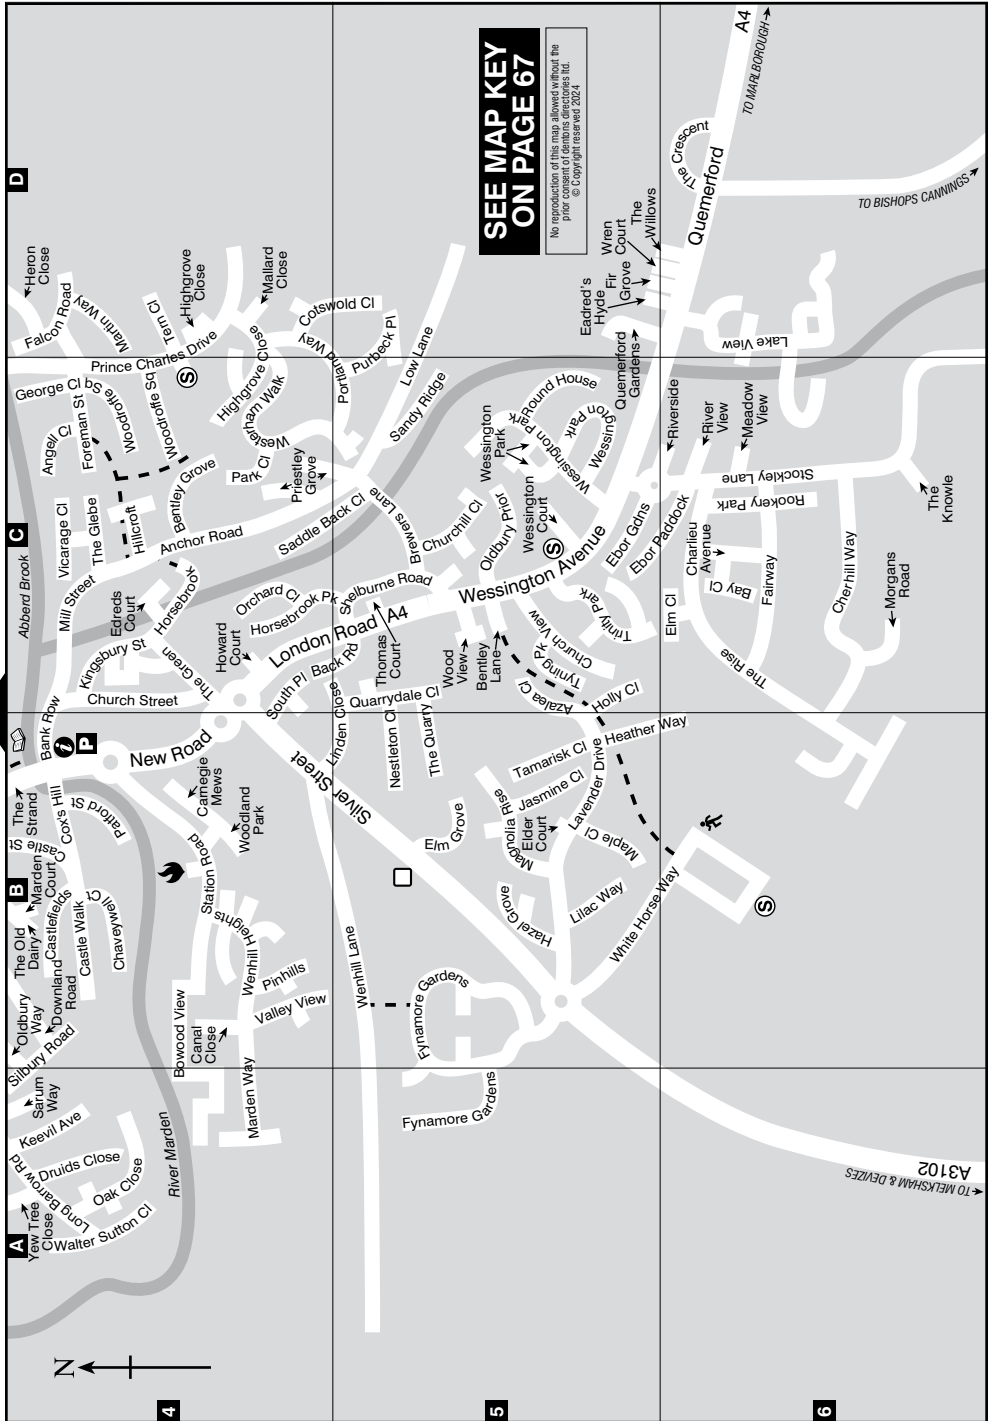 A
B
C
D
4
5
6
N
SEE MAP KEY
ON PAGE 67
No reproduction of this map allowed without the
prior consent of dentons directories ltd.
© Copyright reserved 2024
Yew Tree
Close
Long Barrow Rd
Walter Sutton Cl
Oak Close
Druids Close
Keevil Ave
Sarum
Way
Silbury Road
Oldbury
Way
Downland
Road
The Old
Dairy
Castlefields
Marden
Court
Castle St
Castle Walk
Chaveywell Ct
Cox's Hill
Patford St
The
Strand
Bank Row
P
i
River Marden
Abberd Brook
Bowood View
Canal
Close
Marden Way
Valley View
Pinhills
Wenhill Heights
Station Road
Woodland
Park
Carnegie
Mews
New Road
Church Street
Kingsbury St
The Green
Mill Street
Edreds
Court
Horsebrook
Howard
Court
Vicarage Cl
The Glebe
Hillcroft
Anchor Road
Bentley Grove
Angell Cl
Foreman St
George Cl
Woodroffe Sq
Woodroffe Sq
Prince Charles Drive
S
Falcon Road
Heron
Close
Martin Way
Tern Cl
Highgrove
Close
Mallard
Close
Highgrove Close
Westerham Walk
Park Cl
Priestley
Grove
Saddle Back Cl
Orchard Cl
Horsebrook Pk
London Road
A4
Shelburne Road
Thomas
Court
South Pl
Back Rd
Linden Close
Quarrydale Cl
Nestleton Cl
The Quarry
Silver Street
Elm Grove
Wenhill Lane
Fynamore Gardens
Fynamore Gardens
Cotswold Cl
Portland Way
Purbeck Pl
Low Lane
Sandy Ridge
Brewers Lane
Churchill Cl
Oldbury Prior
Wessington
Court
S
Wessington
Park
Wessington Park
Round House
Wessington
Park
Wessington Avenue
Wood
View
Bentley
Lane
Church View
Tyning
Pk
Trinity Park
Azalea Cl
Holly Cl
Heather Way
Tamarisk Cl
Jasmine Cl
Lavender Drive
Magnolia Rise
Elder
Court
Maple Cl
Lilac Way
Hazel Grove
White Horse Way
S
Ebor Gdns
Ebor Paddock
Elm Cl
Charlieu
Avenue
Bay Cl
Fairway
The Rise
Rookery Park
Stockley Lane
Cherhill Way
Morgans
Road
The
Knowle
Riverside
River
View
Meadow
View
Quemerford
Gardens
Eadred's
Hyde
Fir
Grove
Wren
Court
The
Willows
Lake View
Quemerford
The Crescent
A4
TO MARLBOROUGH
TO BISHOPS CANNINGS
A3102
TO MELKSHAM & DEVIZES